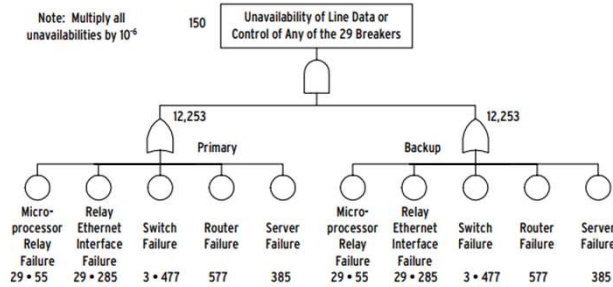 Note: Multiply all
unavailabilities by 10⁻⁶
150
Unavailability of Line Data or
Control of Any of the 29 Breakers
12,253
12,253
Primary
Backup
Micro-
processor
Relay
Failure
29 • 55
Relay
Ethernet
Interface
Failure
29 • 285
Switch
Failure
3 • 477
Router
Failure
577
Server
Failure
385
Micro-
processor
Relay
Failure
29 • 55
Relay
Ethernet
Interface
Failure
29 • 285
Switch
Failure
3 • 477
Router
Failure
577
Server
Failure
385